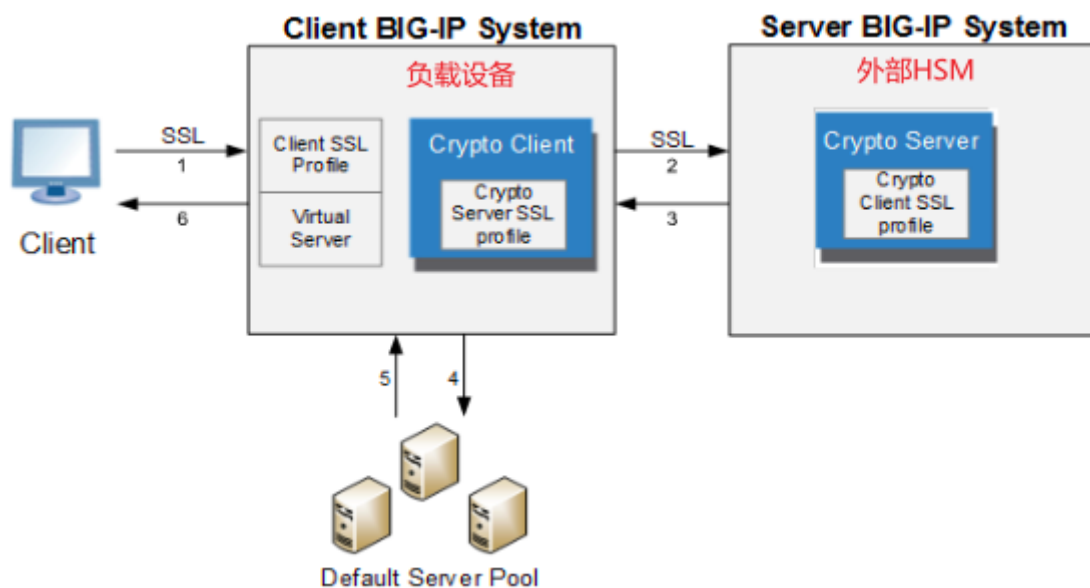 Client BIG-IP System
Server BIG-IP System
负载设备
外部HSM
SSL
1
6
Client
Client SSL
Profile
Virtual
Server
Crypto Client
Crypto
Server SSL
profile
SSL
2
3
Crypto Server
Crypto
Client SSL
profile
5
4
Default Server Pool